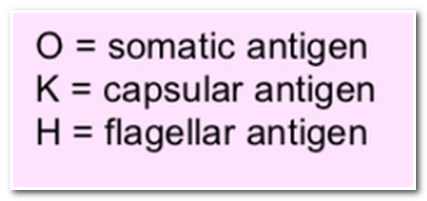 O = somatic antigen
K = capsular antigen
H = flagellar antigen